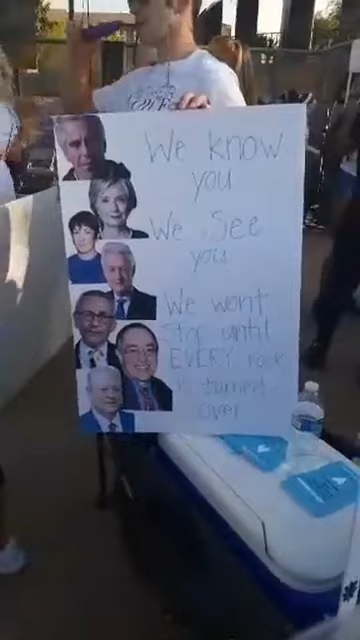 We know
you
We see
you
We wont
stop until
EVERY rock
is turned
over